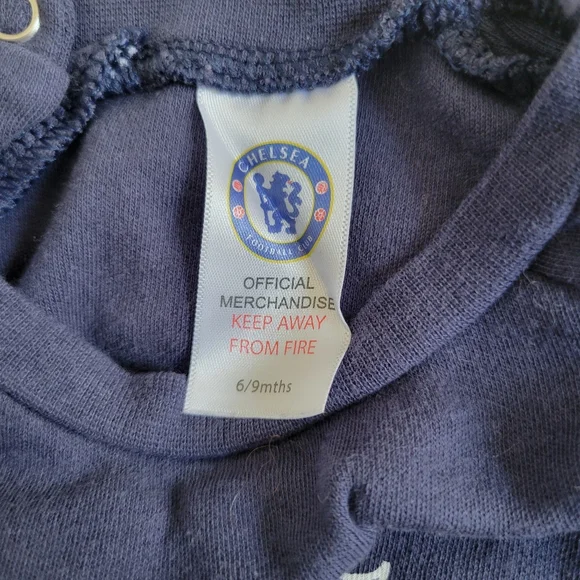 CHELSEA
FOOTBALL CLUB
OFFICIAL
MERCHANDISE
KEEP AWAY
FROM FIRE
6/9mths